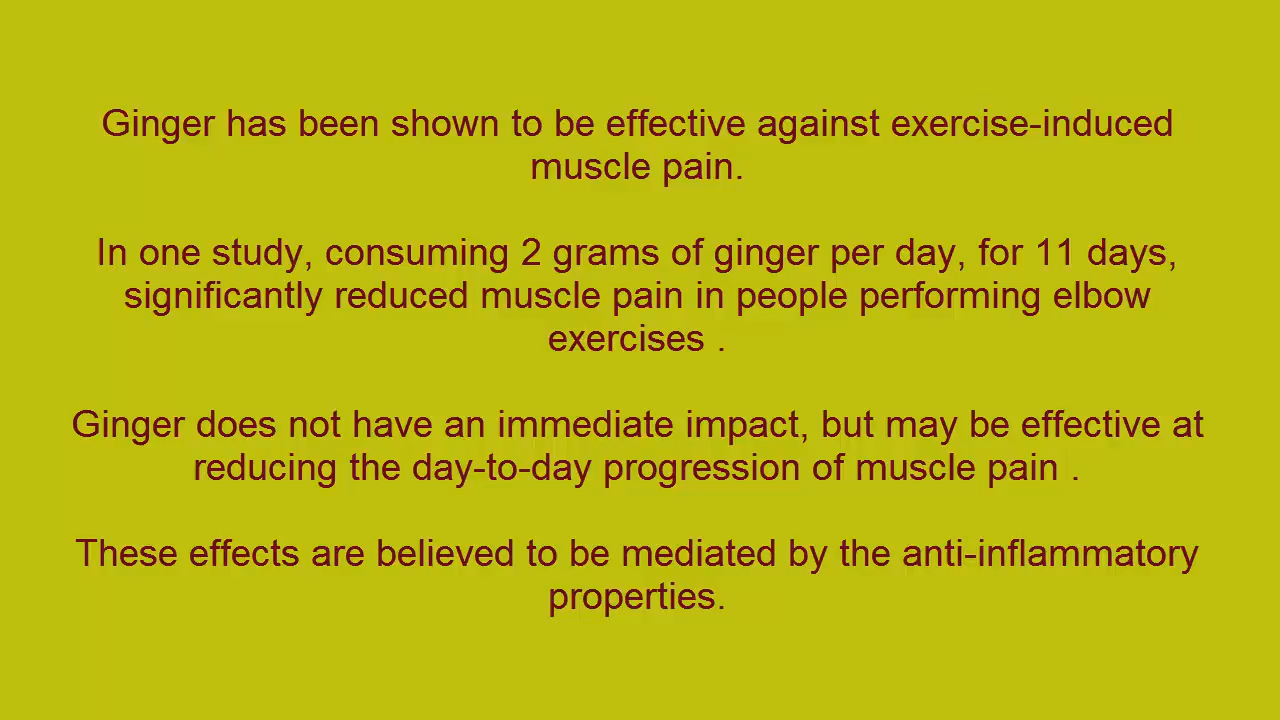 Ginger has been shown to be effective against exercise-induced
muscle pain.
In one study, consuming 2 grams of ginger per day, for 11 days,
significantly reduced muscle pain in people performing elbow
exercises .
Ginger does not have an immediate impact, but may be effective at
reducing the day-to-day progression of muscle pain .
These effects are believed to be mediated by the anti-inflammatory
properties.